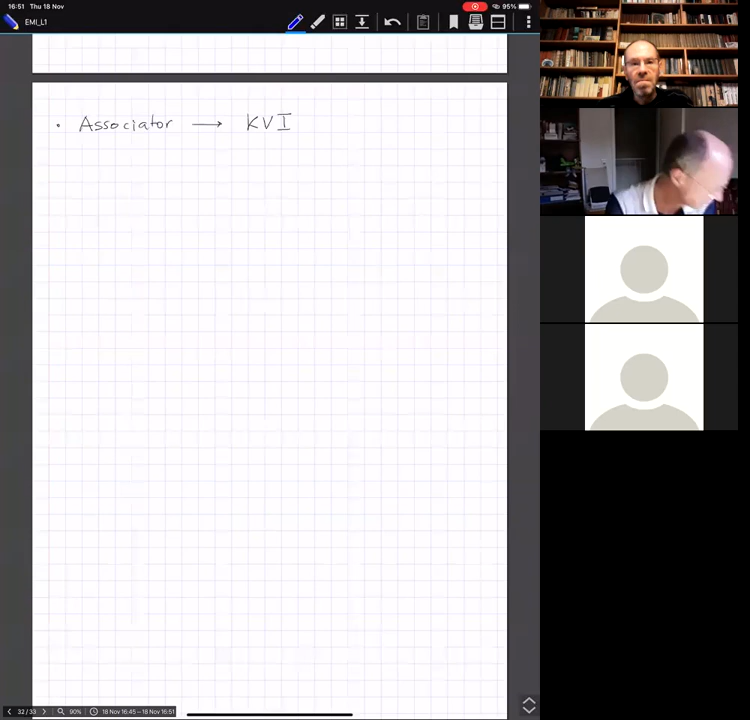 16:51 Thu 18 Nov
95%
EMI_L1
· Associator → KVI
32/33
90%
18 Nov 16:45 – 18 Nov 16:51